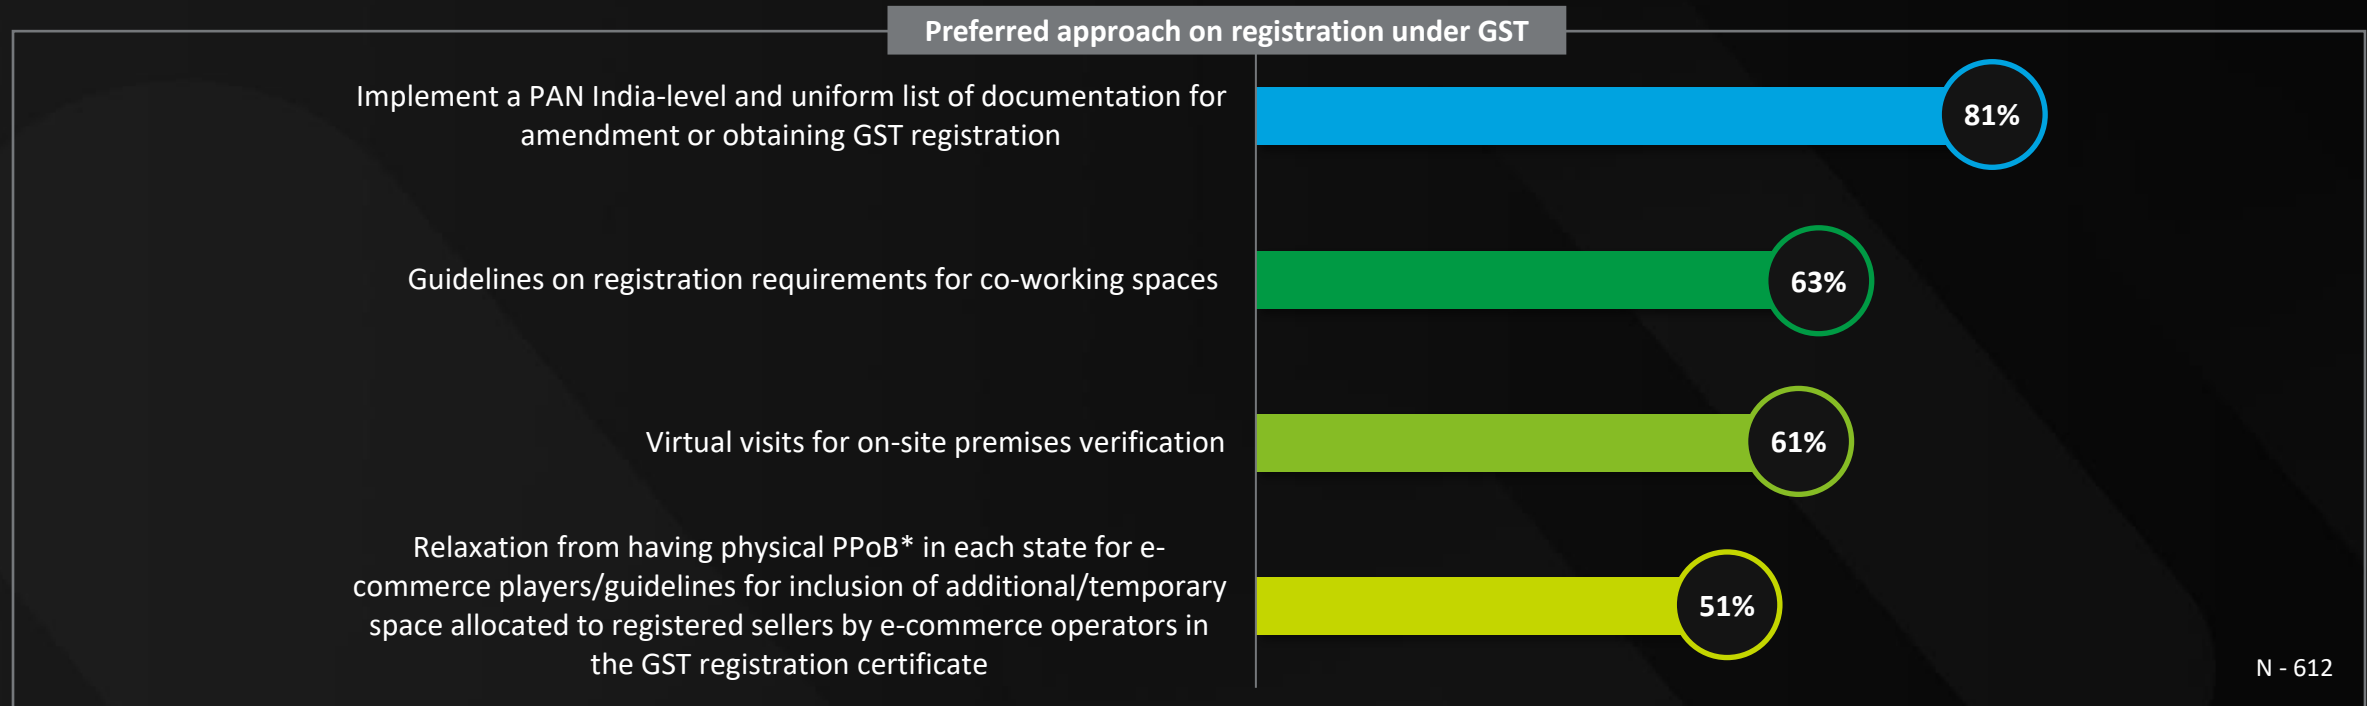 Preferred approach on registration under GST
Implement a PAN India-level and uniform list of documentation for
amendment or obtaining GST registration
81%
Guidelines on registration requirements for co-working spaces
63%
Virtual visits for on-site premises verification
61%
Relaxation from having physical PPoB* in each state for e-
commerce players/guidelines for inclusion of additional/temporary
space allocated to registered sellers by e-commerce operators in
the GST registration certificate
51%
N - 612